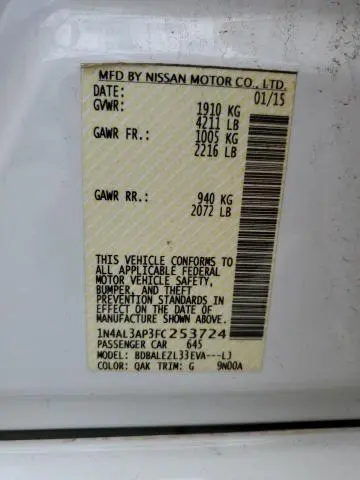 MFD BY NISSAN MOTOR CO., LTD.
DATE: 01/15
GVWR: 1910 KG
4211 LB
GAWR FR: 1005 KG
2216 LB
GAWR RR.: 940 KG
2072 LB
THIS VEHICLE CONFORMS
TO ALL APPLICABLE FEDERAL
MOTOR VEHICLE SAFETY,
BUMPER, AND THEFT
PREVENTION STANDARDS IN
EFFECT ON THE DATE OF
MANUFACTURE SHOWN ABOVE.
1N4AL3AP3FC253724
PASSENGER CAR 645
MODEL: BDBALEZL33EVA---LJ
COLOR: QAK TRIM: G 9N00A